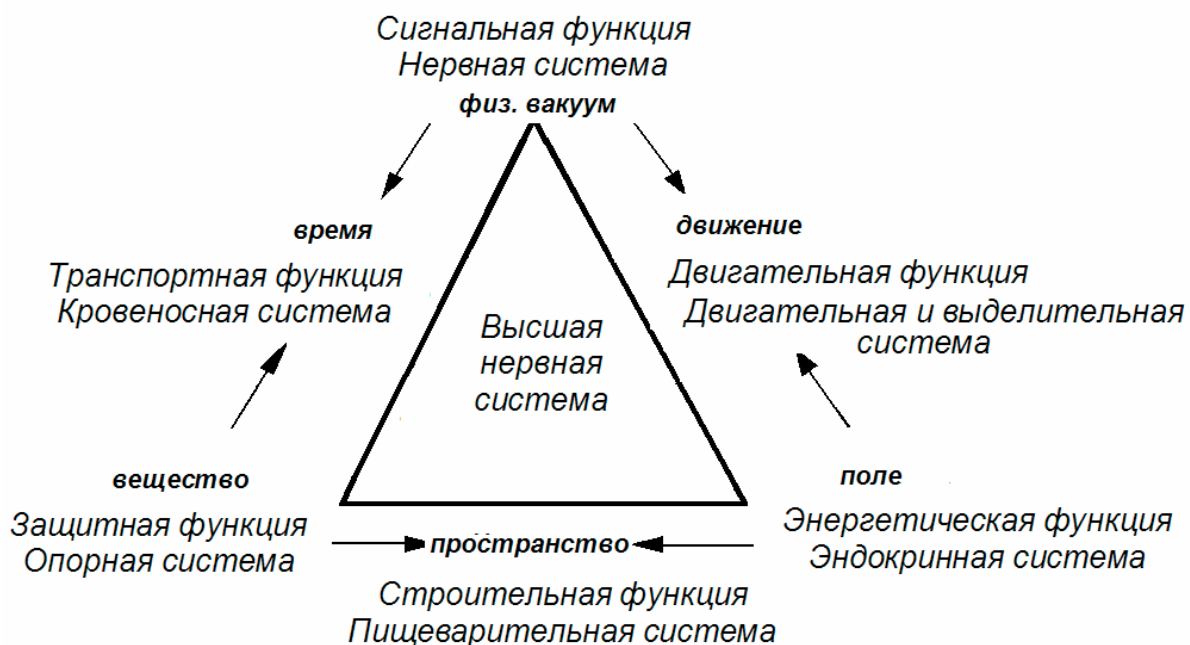 Сигнальная функция
Нервная система
физ. вакуум
время
движение
Транспортная функция
Кровеносная система
Двигательная функция
Двигательная и выделительная
система
Высшая
нервная
система
вещество
поле
Защитная функция
Опорная система
Энергетическая функция
Эндокринная система
пространство
Строительная функция
Пищеварительная система